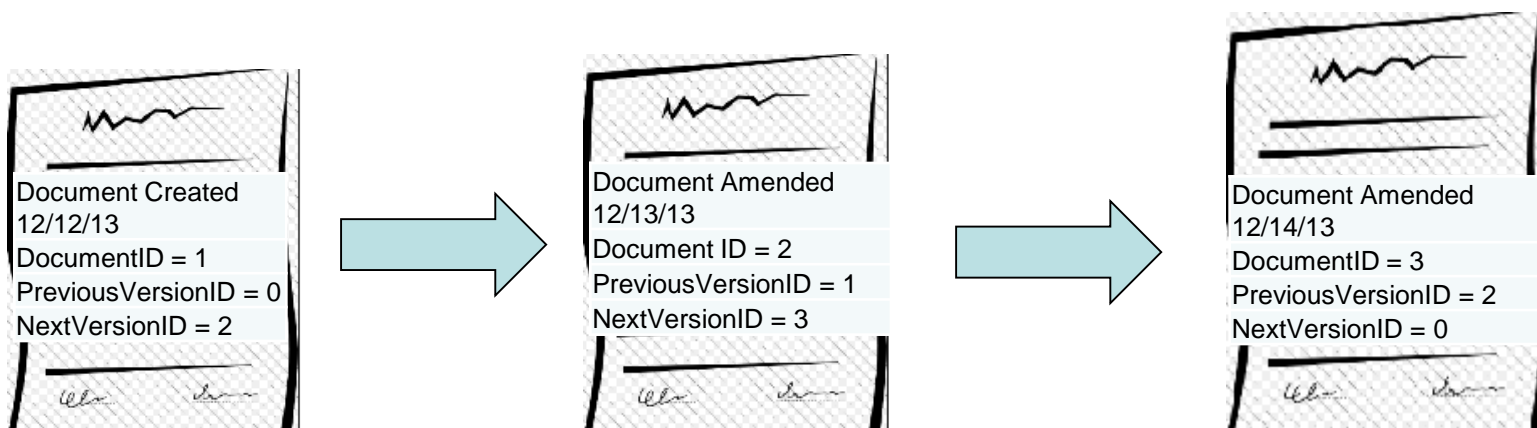 Document Created
12/12/13
DocumentID = 1
PreviousVersionID = 0
NextVersionID = 2
Document Amended
12/13/13
Document ID = 2
PreviousVersionID = 1
NextVersionID = 3
Document Amended
12/14/13
DocumentID = 3
PreviousVersionID = 2
NextVersionID = 0